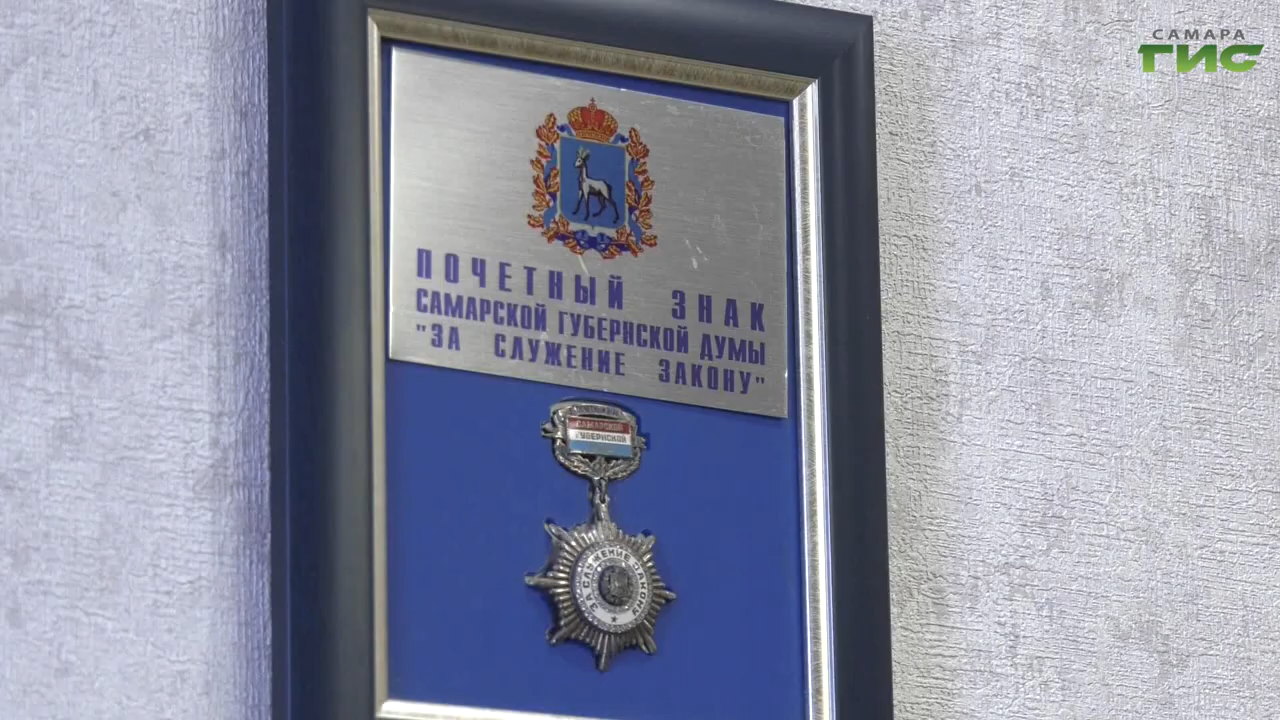 САМАРА
ГИС
ПОЧЕТНЫЙ ЗНАК
САМАРСКОЙ ГУБЕРНСКОЙ ДУМЫ
"ЗА СЛУЖЕНИЕ ЗАКОНУ"
САМАРСКОЙ
ГУБЕРНСКОЙ
ЗА СЛУЖЕНИЕ ЗАКОНУ